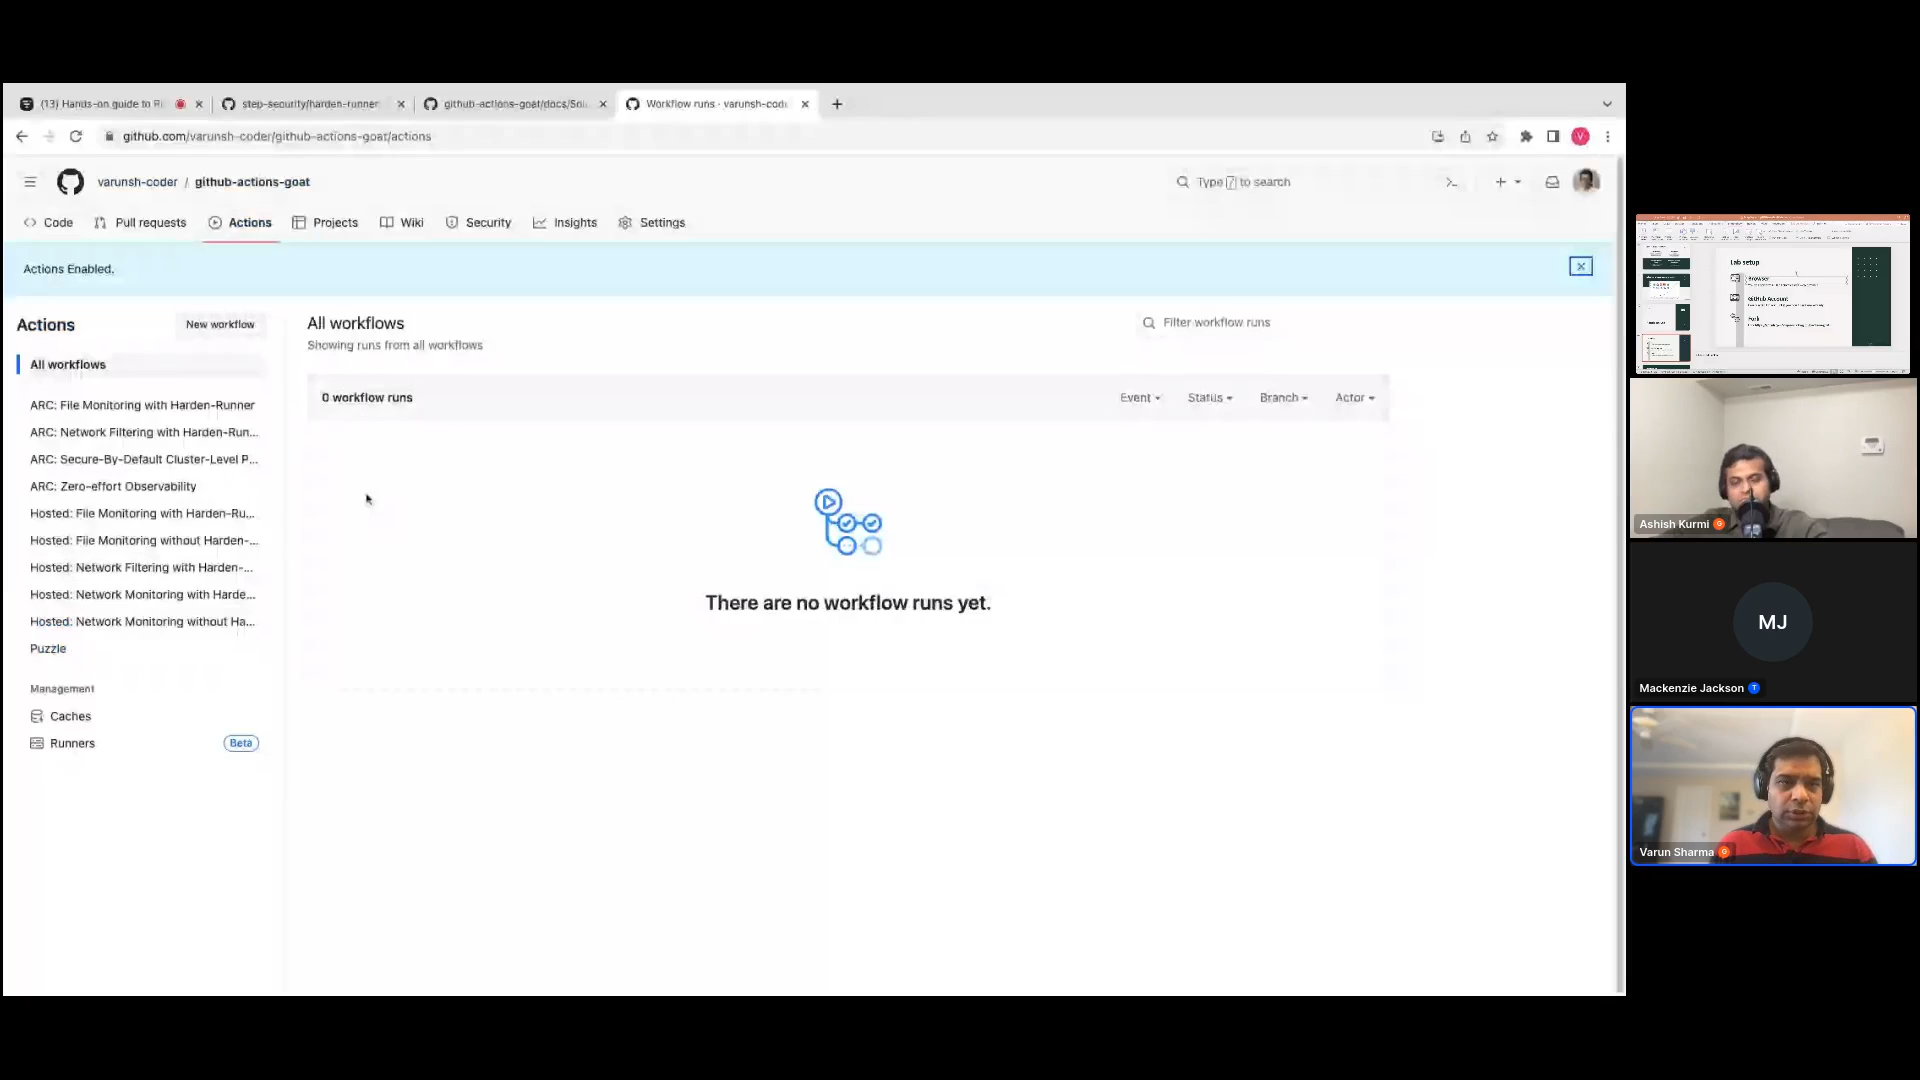 (13) Hands-on guide to Ri
step-security/harden-runner
github-actions-goat/docs/Solu
Workflow runs · varunsh-code
github.com/varunsh-coder/github-actions-goat/actions
varunsh-coder / github-actions-goat
Type / to search
Code
Pull requests
Actions
Projects
Wiki
Security
Insights
Settings
Actions Enabled.
Actions
New workflow
All workflows
ARC: File Monitoring with Harden-Runner
ARC: Network Filtering with Harden-Run...
ARC: Secure-By-Default Cluster-Level P...
ARC: Zero-effort Observability
Hosted: File Monitoring with Harden-Ru...
Hosted: File Monitoring without Harden-...
Hosted: Network Filtering with Harden-...
Hosted: Network Monitoring with Harde...
Hosted: Network Monitoring without Ha...
Puzzle
Management
Caches
Runners
Beta
All workflows
Showing runs from all workflows
Filter workflow runs
0 workflow runs
Event
Status
Branch
Actor
There are no workflow runs yet.
Lab setup
Browser
GitHub Account
Fork
Ashish Kurmi
MJ
Mackenzie Jackson
Varun Sharma